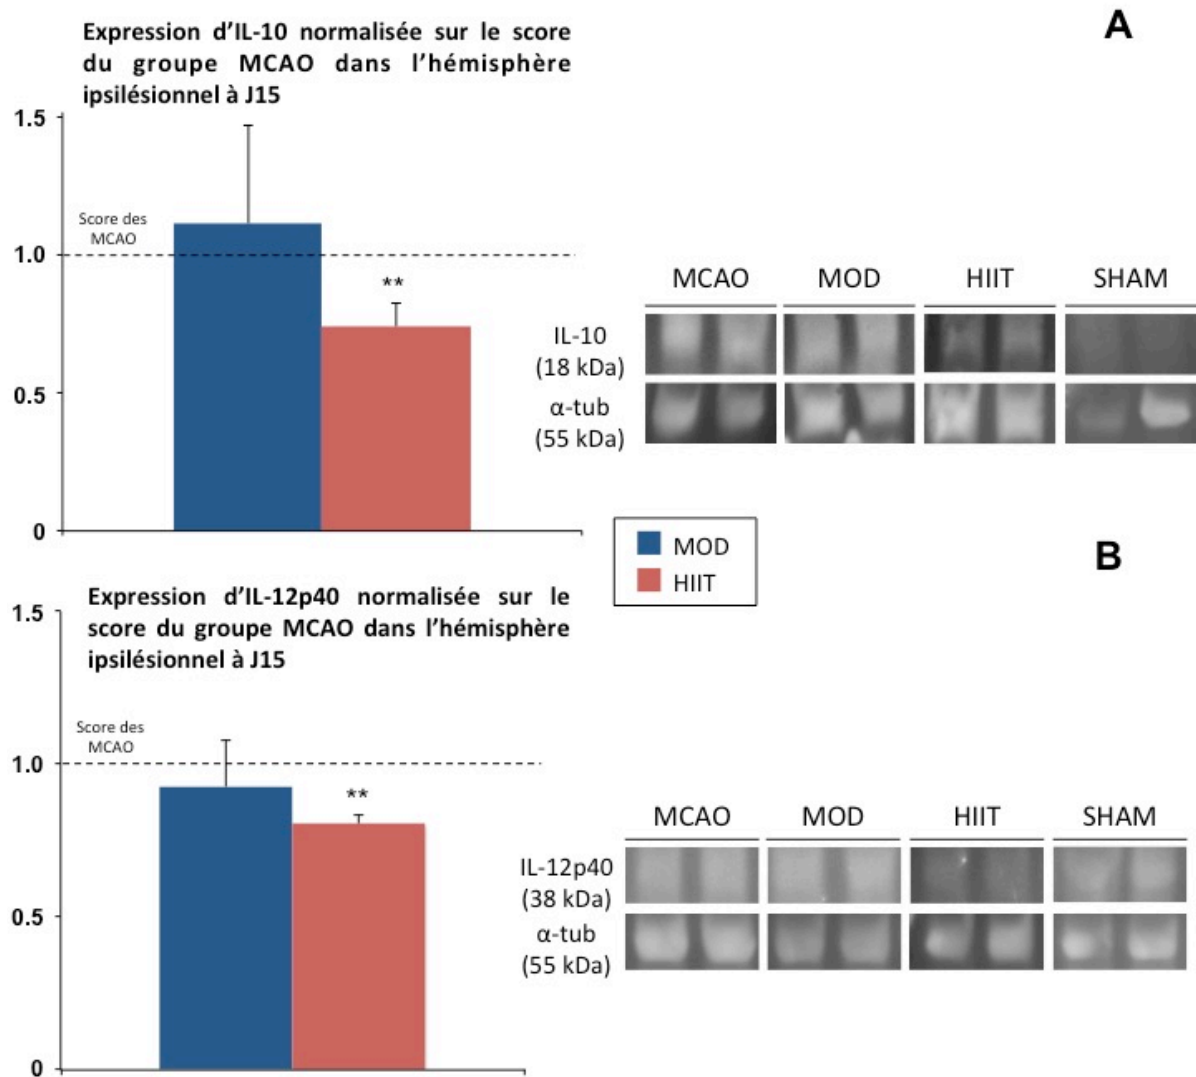 Expression d'IL-10 normalisée sur le score
du groupe MCAO dans l'hémisphère
ipsilésionnel à J15
A
1.5
Score des
MCAO
1.0
**
0.5
0
MCAO MOD HIIT SHAM
IL-10
(18 kDa)
α-tub
(55 kDa)
MOD
HIIT
B
Expression d'IL-12p40 normalisée sur le
score du groupe MCAO dans l'hémisphère
ipsilésionnel à J15
1.5
Score des
MCAO
1.0
**
0.5
0
MCAO MOD HIIT SHAM
IL-12p40
(38 kDa)
α-tub
(55 kDa)